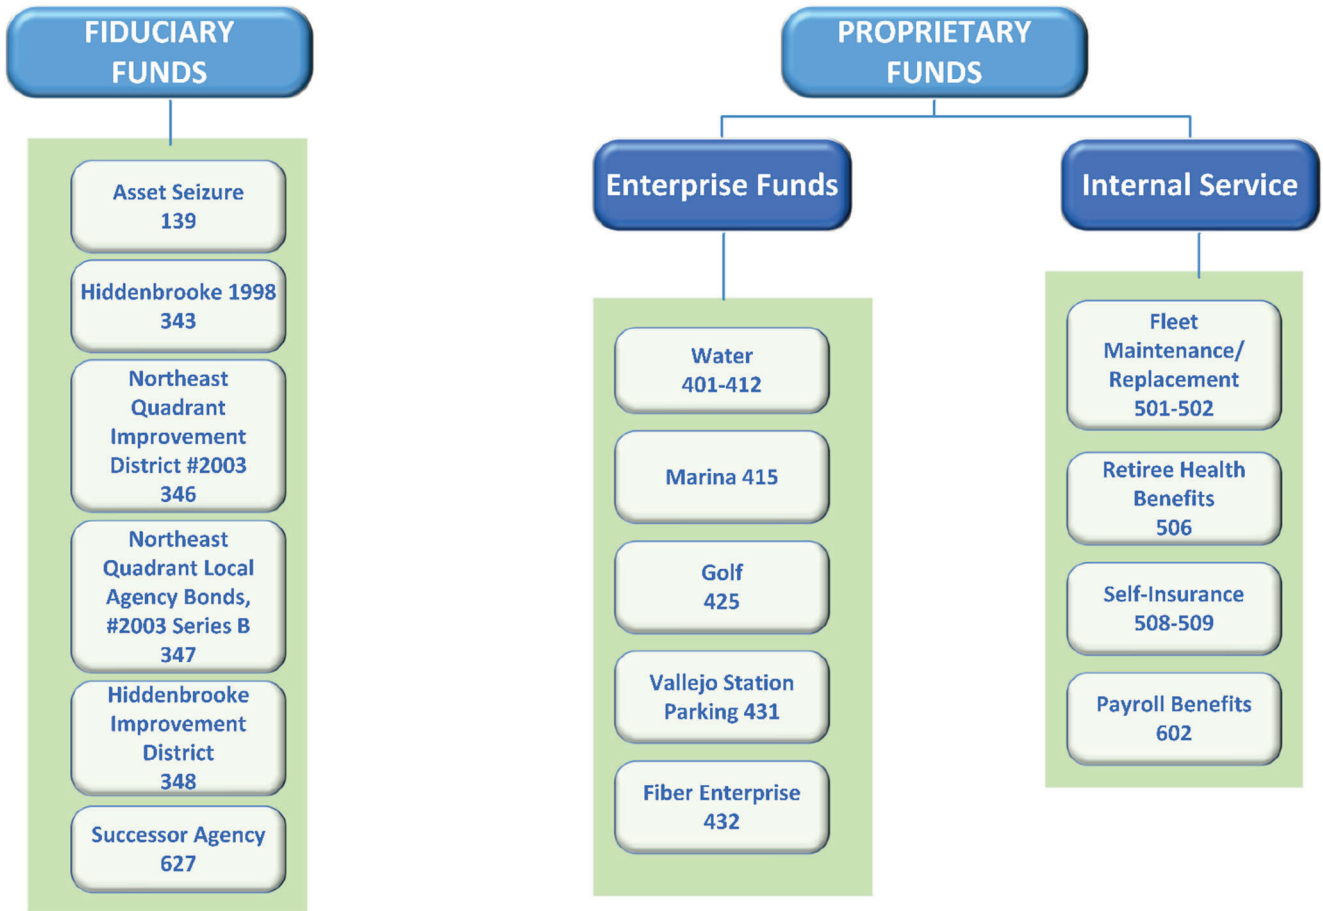 FIDUCIARY
FUNDS
Asset Seizure
139
Hiddenbrooke 1998
343
Northeast
Quadrant
Improvement
District #2003
346
Northeast
Quadrant Local
Agency Bonds,
#2003 Series B
347
Hiddenbrooke
Improvement
District
348
Successor Agency
627
PROPRIETARY
FUNDS
Enterprise Funds
Water
401-412
Marina 415
Golf
425
Vallejo Station
Parking 431
Fiber Enterprise
432
Internal Service
Fleet
Maintenance/
Replacement
501-502
Retiree Health
Benefits
506
Self-Insurance
508-509
Payroll Benefits
602